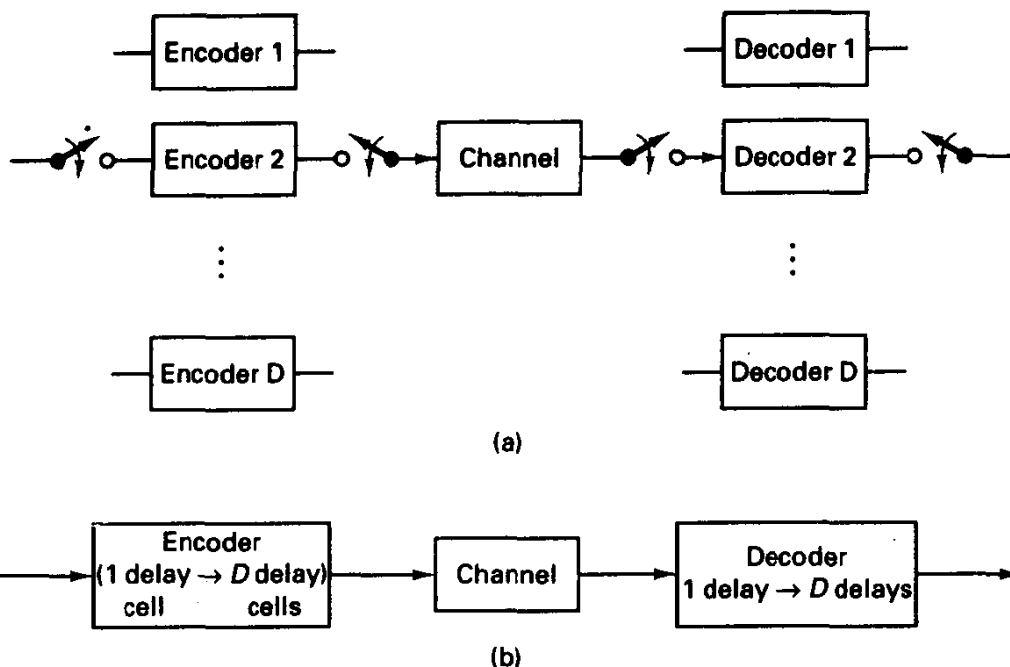 Encoder 1
Decoder 1
Encoder 2
Channel
Decoder 2
Encoder D
Decoder D
(a)
Encoder
(1 delay → D delay)
cell cells
Channel
Decoder
1 delay → D delays
(b)